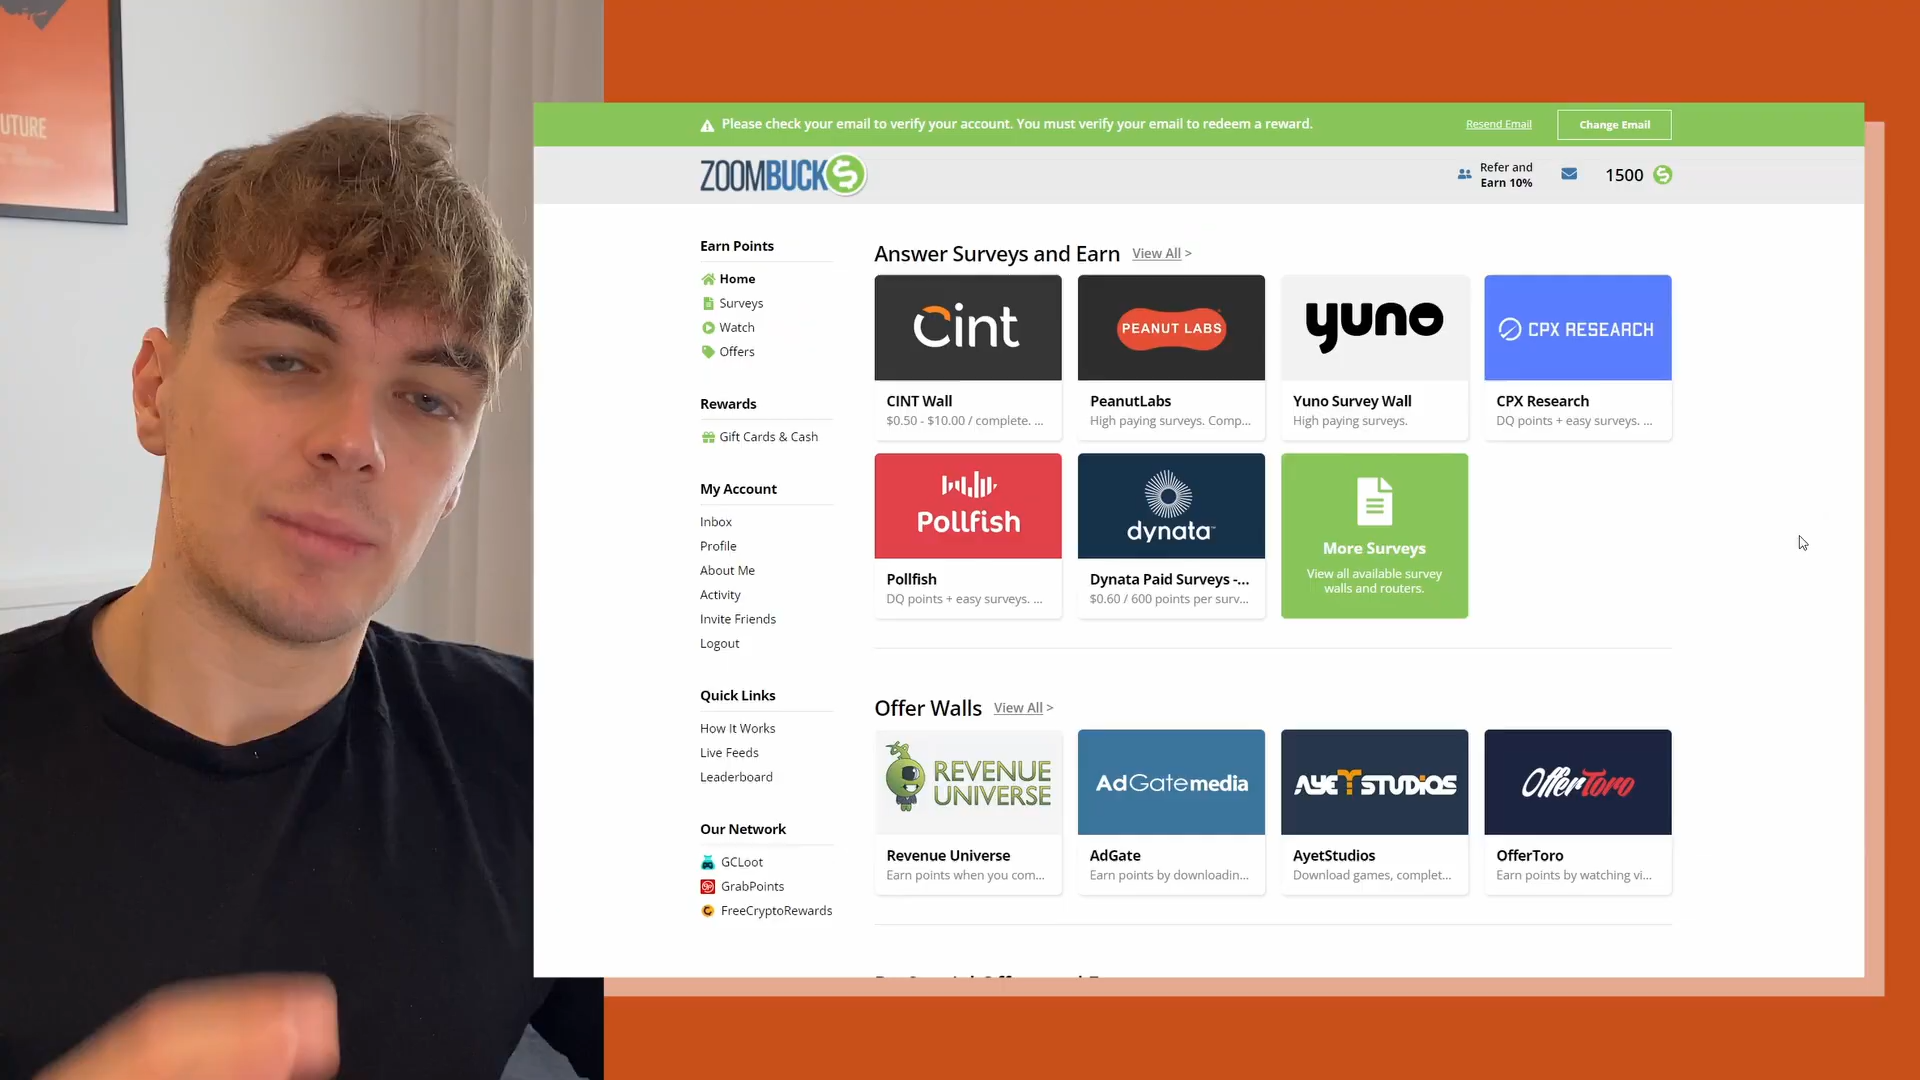 UTURE
Please check your email to verify your account. You must verify your email to redeem a reward.
Resend Email
Change Email
ZOOMBUCK$
Refer and
Earn 10%
1500
Earn Points
Home
Surveys
Watch
Offers
Rewards
Gift Cards & Cash
My Account
Inbox
Profile
About Me
Activity
Invite Friends
Logout
Quick Links
How It Works
Live Feeds
Leaderboard
Our Network
GCLoot
GrabPoints
FreeCryptoRewards
Answer Surveys and Earn View All >
Cint
CINT Wall
$0.50 - $10.00 / complete. ...
PEANUT LABS
PeanutLabs
High paying surveys. Comp...
yuno
Yuno Survey Wall
High paying surveys.
CPX RESEARCH
CPX Research
DQ points + easy surveys. ...
Pollfish
Pollfish
DQ points + easy surveys. ...
dynata
Dynata Paid Surveys -...
$0.60 / 600 points per surv...
More Surveys
View all available survey
walls and routers.
Offer Walls View All >
REVENUE
UNIVERSE
Revenue Universe
Earn points when you com...
AdGatemedia
AdGate
Earn points by downloadin...
AYET STUDIOS
AyetStudios
Download games, complet...
OfferToro
OfferToro
Earn points by watching vi...